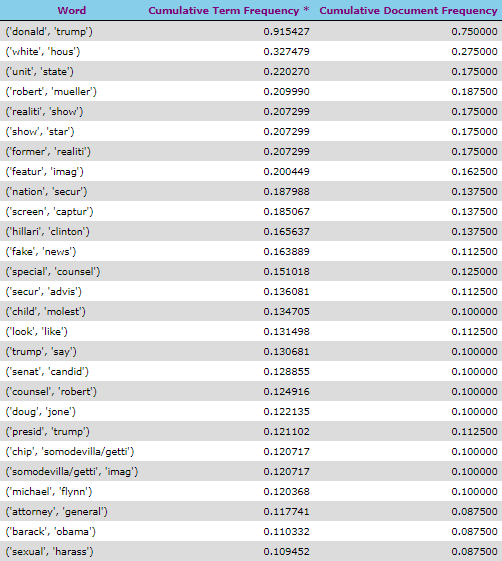 Word Cumulative Term Frequency * Cumulative Document Frequency
('donald', 'trump') 0.915427 0.750000
('white', 'hous') 0.327479 0.275000
('unit', 'state') 0.220270 0.175000
('robert', 'mueller') 0.209990 0.187500
('realiti', 'show') 0.207299 0.175000
('show', 'star') 0.207299 0.175000
('former', 'realiti') 0.207299 0.175000
('featur', 'imag') 0.200449 0.162500
('nation', 'secur') 0.187988 0.137500
('screen', 'captur') 0.185067 0.137500
('hillari', 'clinton') 0.165637 0.137500
('fake', 'news') 0.163889 0.112500
('special', 'counsel') 0.151018 0.125000
('secur', 'advis') 0.136081 0.112500
('child', 'molest') 0.134705 0.100000
('look', 'like') 0.131498 0.112500
('trump', 'say') 0.130681 0.100000
('senat', 'candid') 0.128855 0.100000
('counsel', 'robert') 0.124916 0.100000
('doug', 'jone') 0.122135 0.100000
('presid', 'trump') 0.121102 0.112500
('chip', 'somodevilla/getti') 0.120717 0.100000
('somodevilla/getti', 'imag') 0.120717 0.100000
('michael', 'flynn') 0.120368 0.100000
('attorney', 'general') 0.117741 0.087500
('barack', 'obama') 0.110332 0.087500
('sexual', 'harass') 0.109452 0.087500